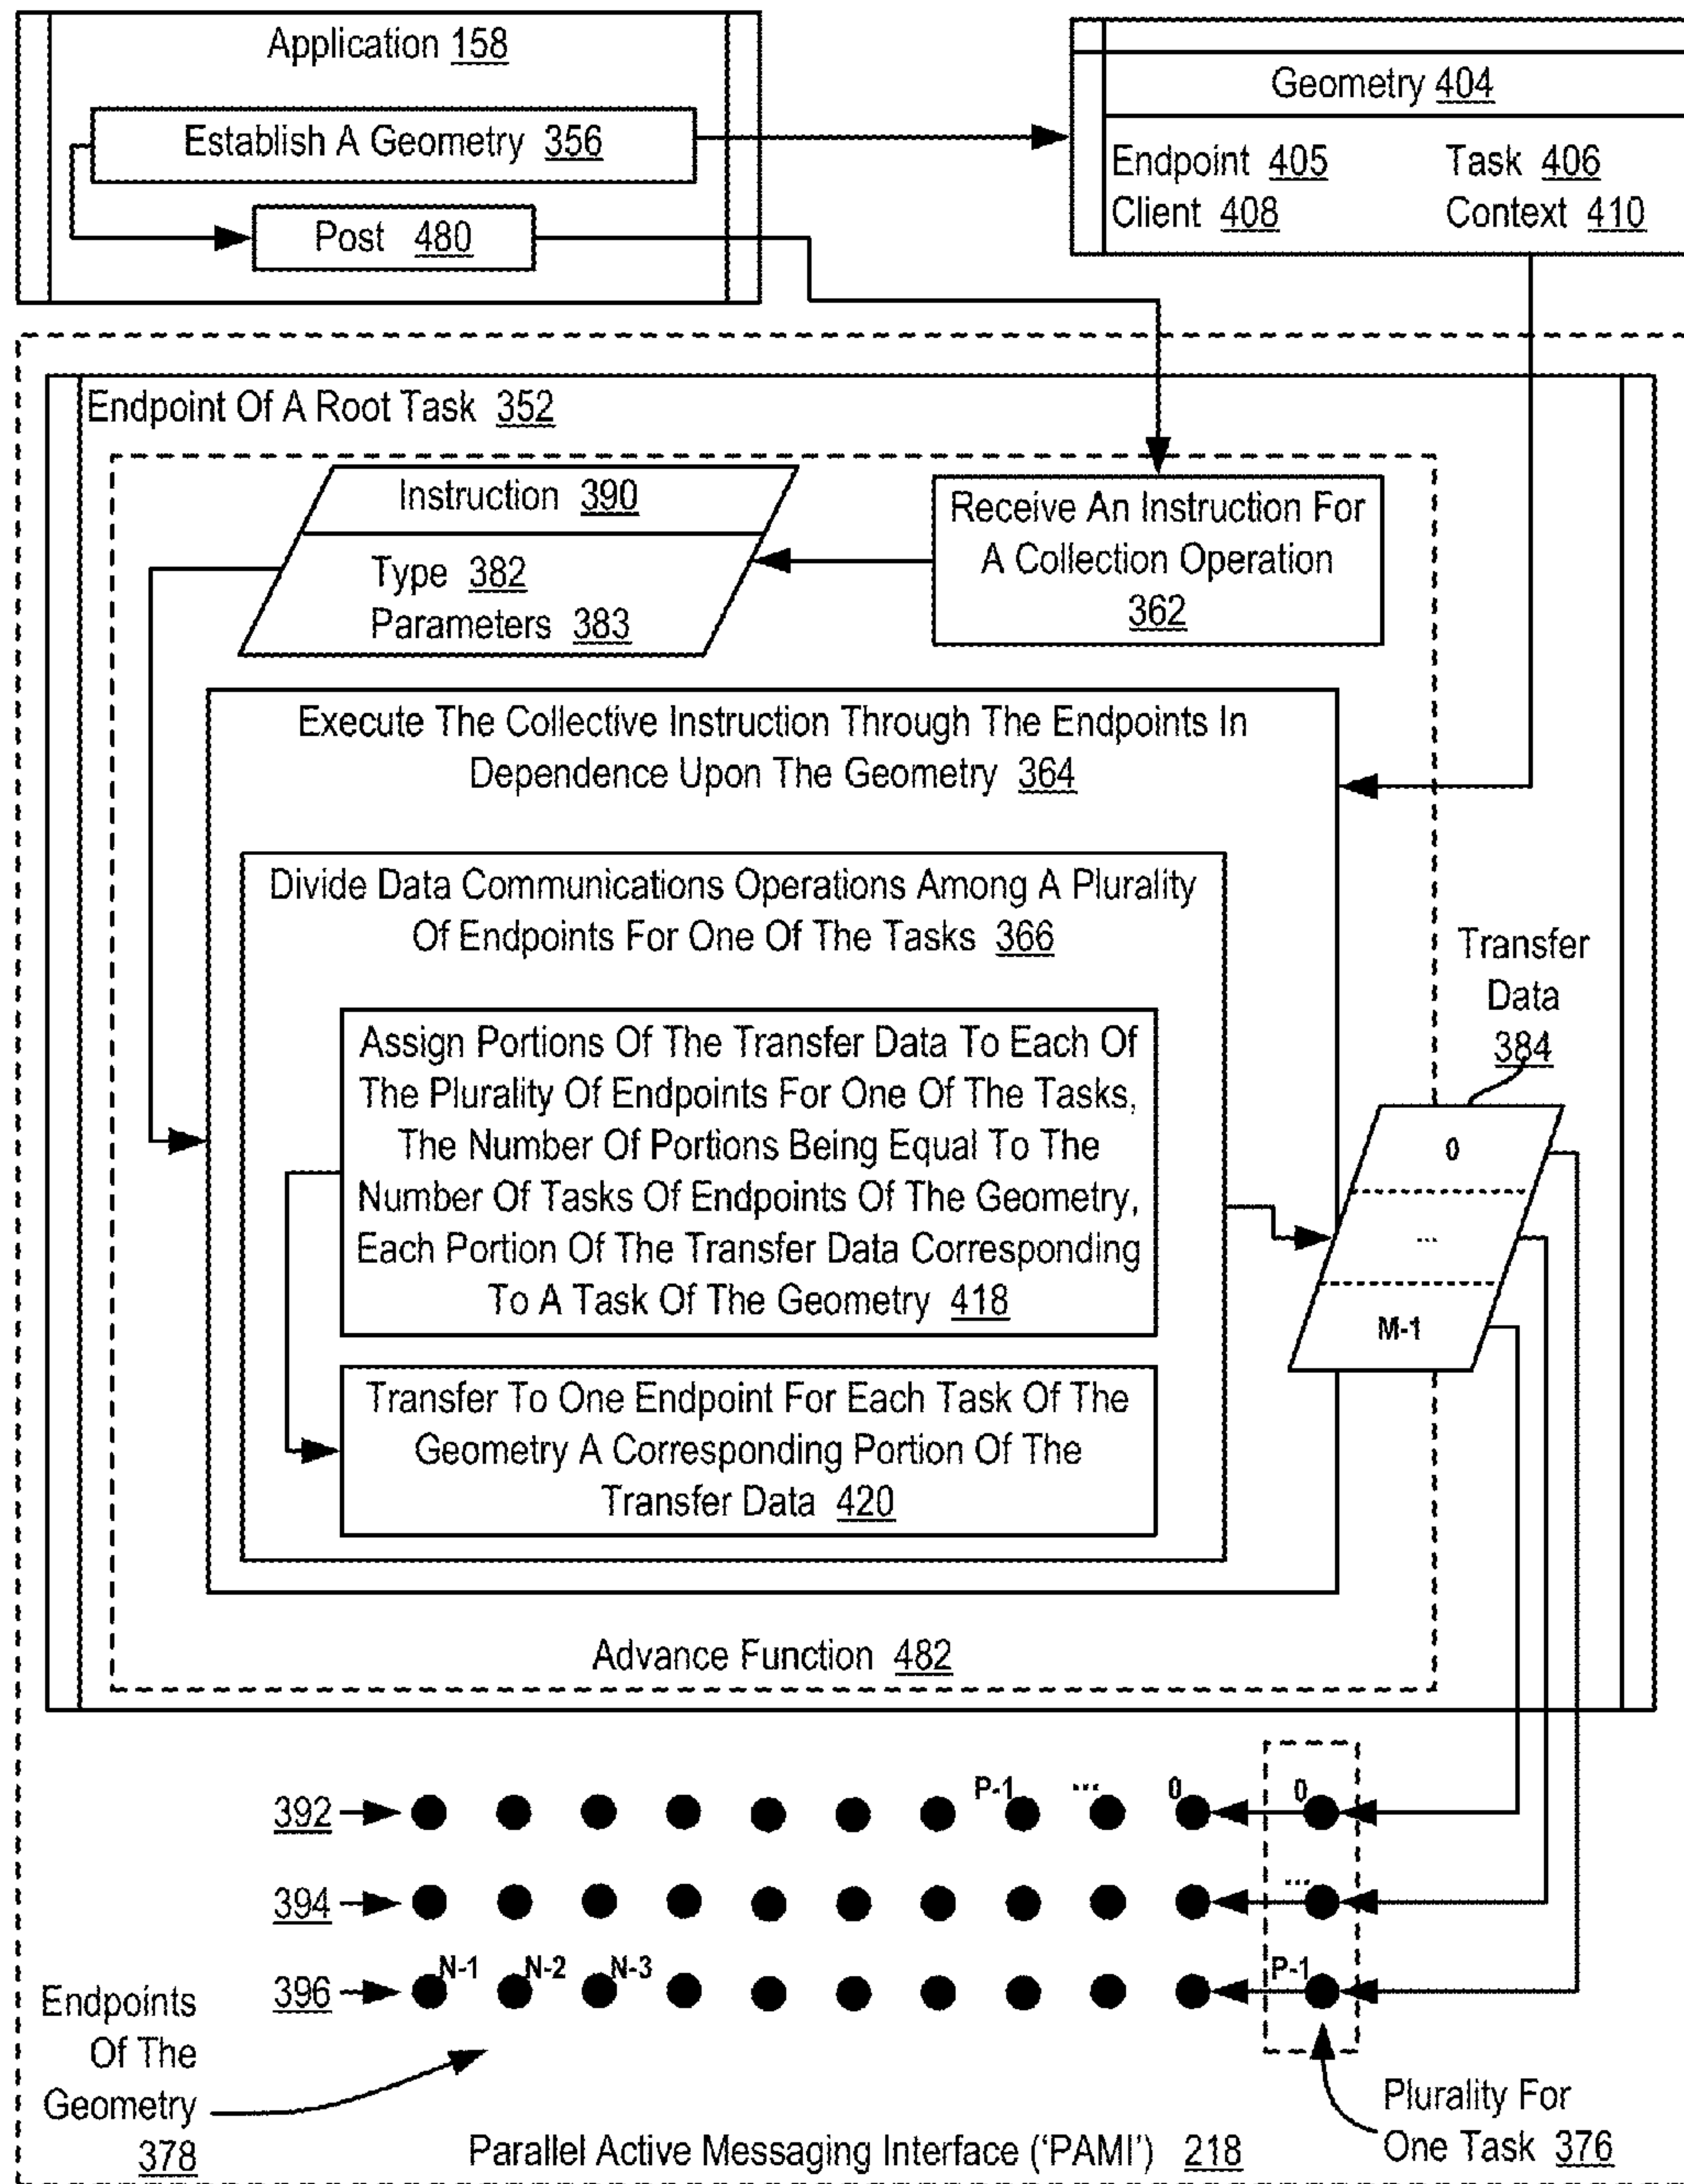 Application 158
Establish A Geometry 356
Post 480
Geometry 404
Endpoint 405 Task 406
Client 408 Context 410
Endpoint Of A Root Task 352
Instruction 390
Type 382
Parameters 383
Receive An Instruction For
A Collection Operation
362
Execute The Collective Instruction Through The Endpoints In
Dependence Upon The Geometry 364
Divide Data Communications Operations Among A Plurality
Of Endpoints For One Of The Tasks 366
Assign Portions Of The Transfer Data To Each Of
The Plurality Of Endpoints For One Of The Tasks,
The Number Of Portions Being Equal To The
Number Of Tasks Of Endpoints Of The Geometry,
Each Portion Of The Transfer Data Corresponding
To A Task Of The Geometry 418
Transfer To One Endpoint For Each Task Of The
Geometry A Corresponding Portion Of The
Transfer Data 420
Transfer
Data
384
0
...
M-1
Advance Function 482
392 P-1 ... 0 0
394 ...
396 N-1 N-2 N-3 P-1
Endpoints
Of The
Geometry
378
Parallel Active Messaging Interface (‘PAMI’) 218
Plurality For
One Task 376